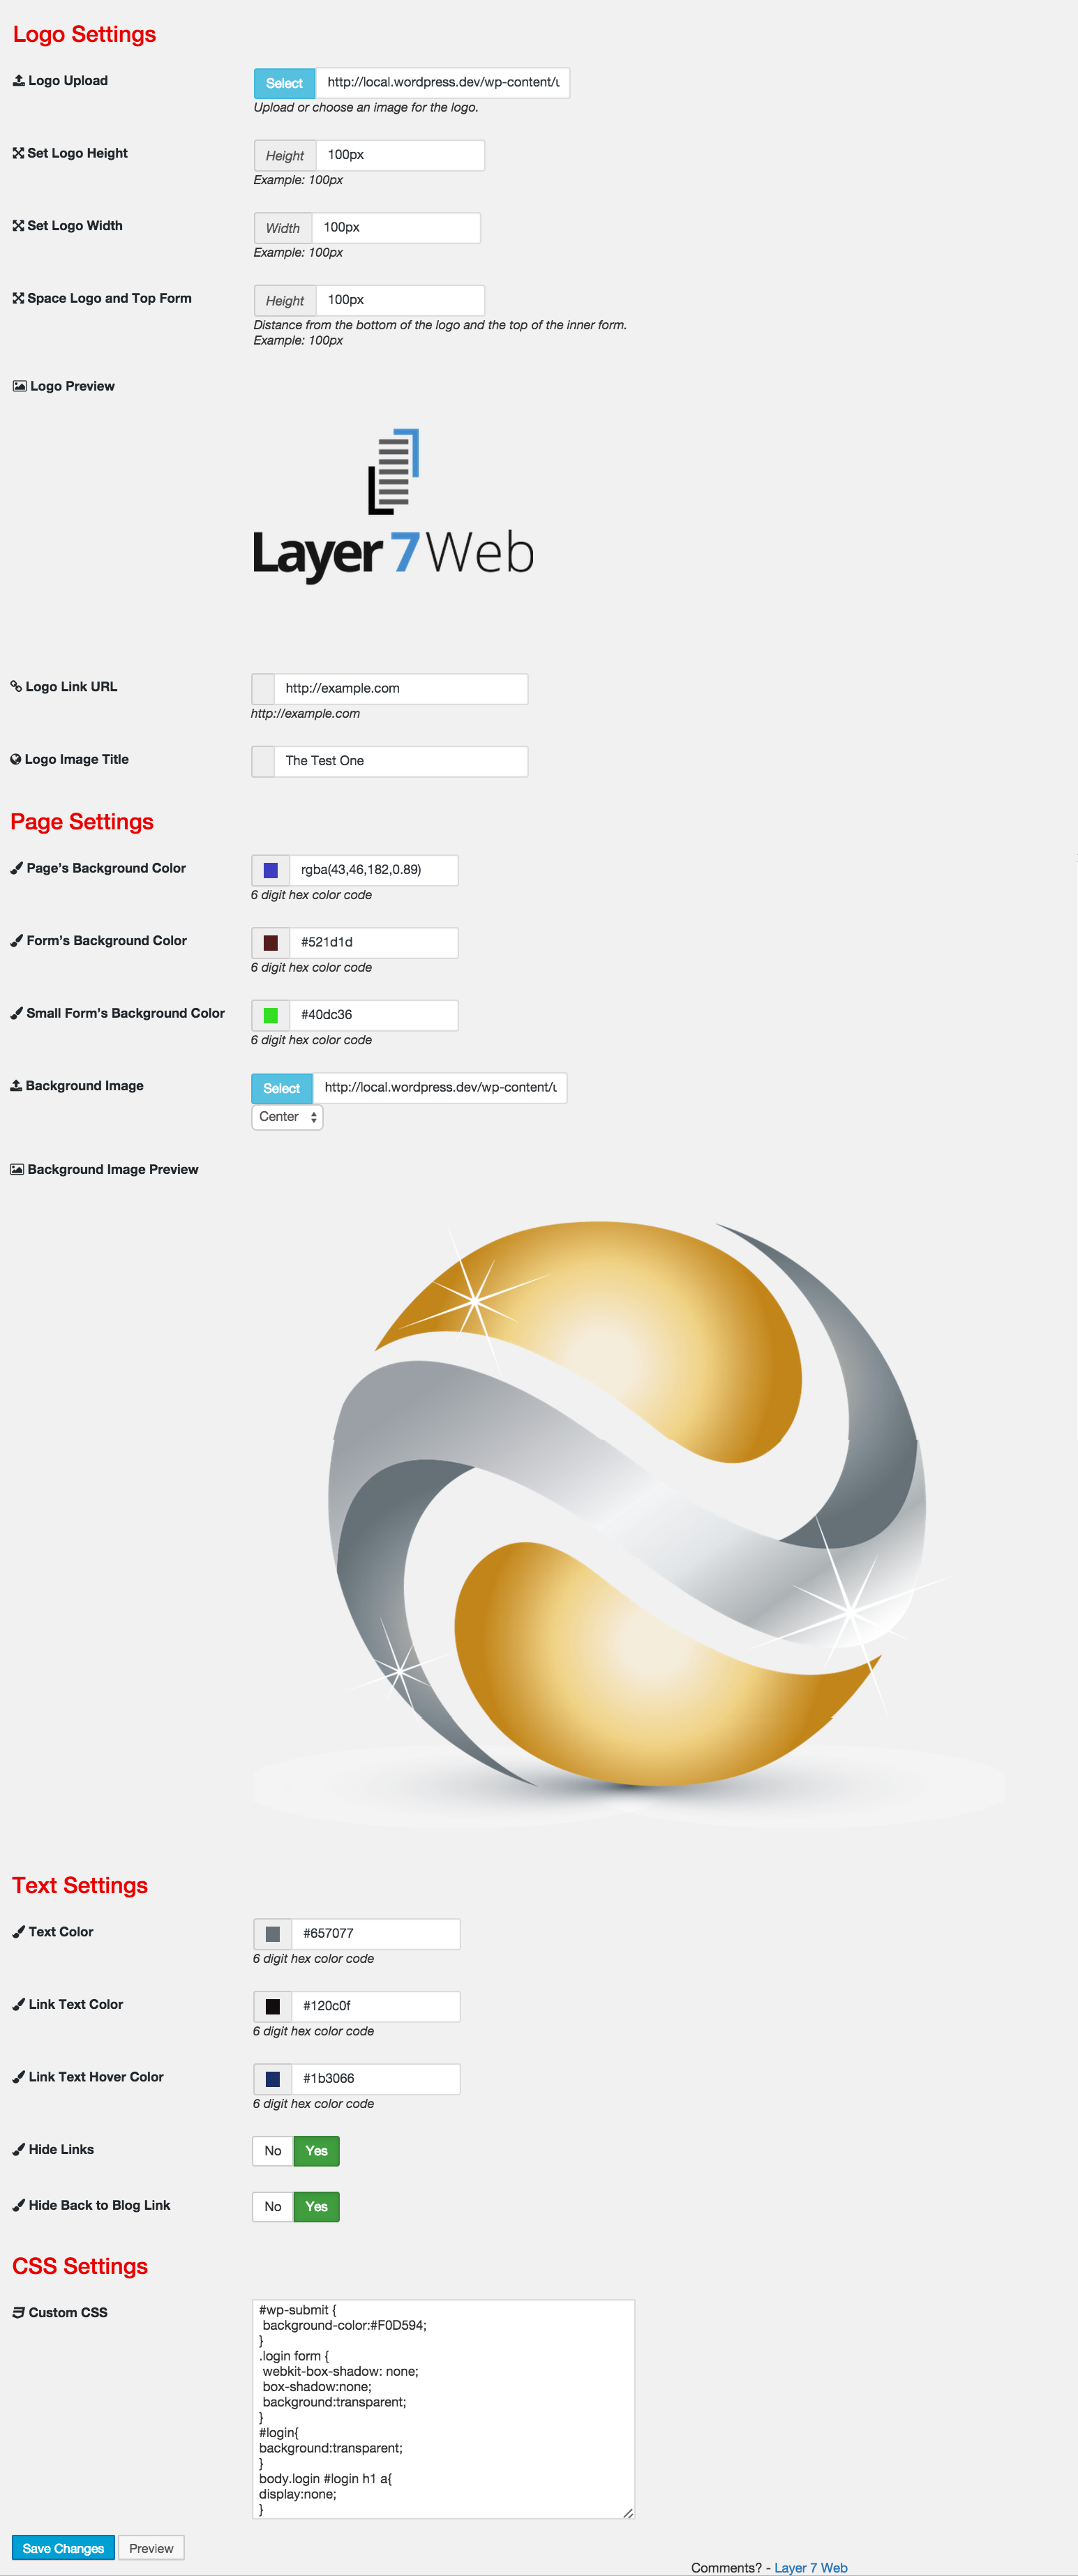 Logo Settings
Logo Upload
Select
http://local.wordpress.dev/wp-content/u
Upload or choose an image for the logo.
Set Logo Height
Height
100px
Example: 100px
Set Logo Width
Width
100px
Example: 100px
Space Logo and Top Form
Height
100px
Distance from the bottom of the logo and the top of the inner form.
Example: 100px
Logo Preview
Layer 7 Web
Logo Link URL
http://example.com
http://example.com
Logo Image Title
The Test One
Page Settings
Page's Background Color
rgba(43,46,182,0.89)
6 digit hex color code
Form's Background Color
#521d1d
6 digit hex color code
Small Form's Background Color
#40dc36
6 digit hex color code
Background Image
Select
http://local.wordpress.dev/wp-content/u
Center
Background Image Preview
Text Settings
Text Color
#657077
6 digit hex color code
Link Text Color
#120c0f
6 digit hex color code
Link Text Hover Color
#1b3066
6 digit hex color code
Hide Links
No Yes
Hide Back to Blog Link
No Yes
CSS Settings
Custom CSS
#wp-submit {
background-color:#F0D594;
}
.login form {
webkit-box-shadow: none;
box-shadow:none;
background:transparent;
}
#login{
background:transparent;
}
body.login #login h1 a{
display:none;
}
Save Changes Preview
Comments? - Layer 7 Web